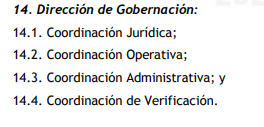 14. Dirección de Gobernación:
14.1. Coordinación Jurídica;
14.2. Coordinación Operativa;
14.3. Coordinación Administrativa; y
14.4. Coordinación de Verificación.